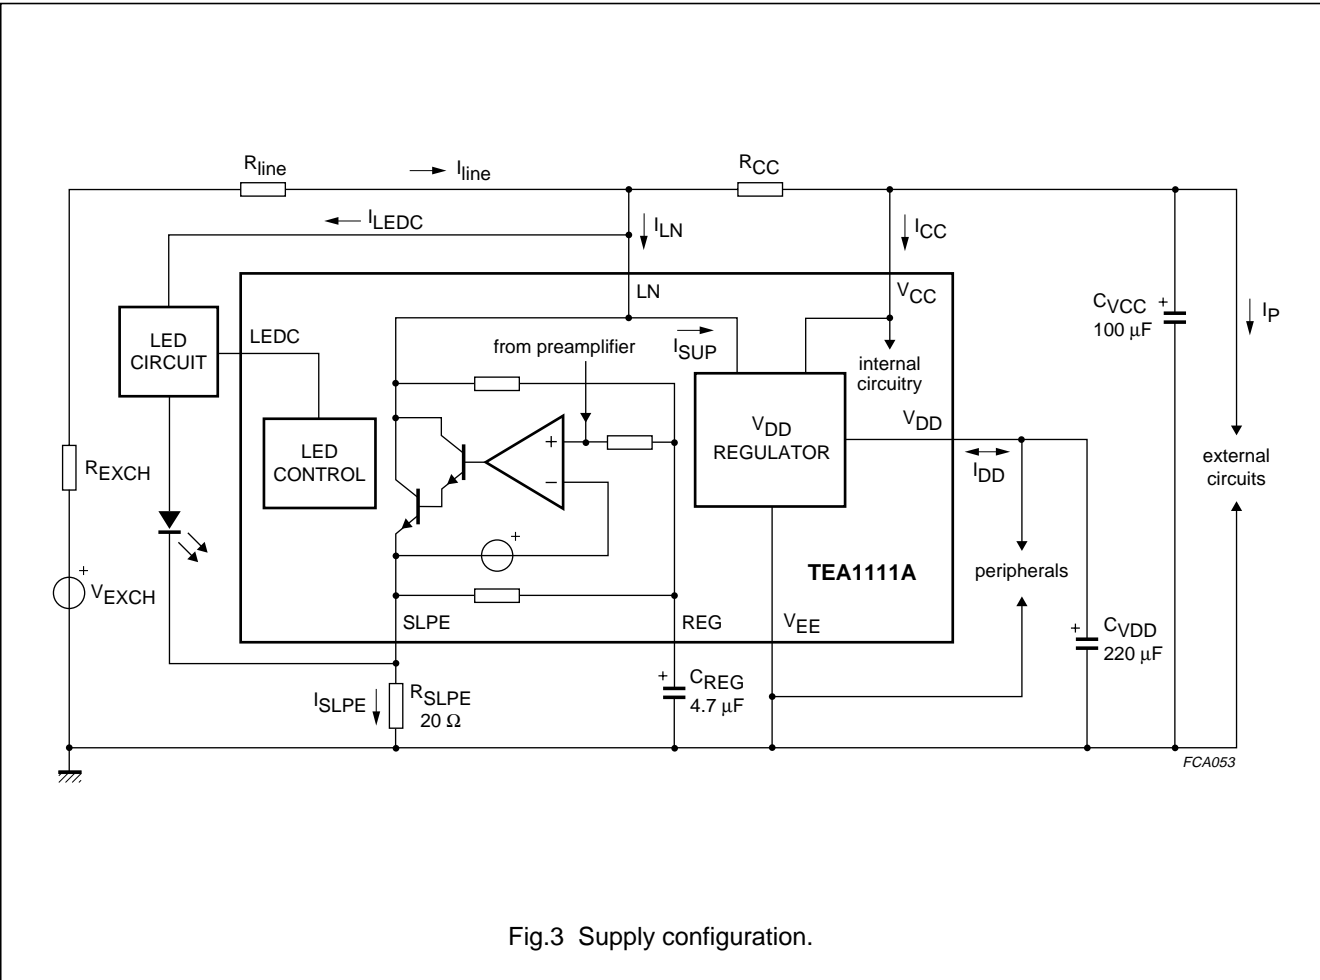 Rline
Iline
RCC
ILEDC
ILN
ICC
LN
VCC
CVCC
100 μF
+
IP
LED
CIRCUIT
LEDC
from preamplifier
ISUP
internal
circuitry
VDD
REGULATOR
VDD
IDD
external
circuits
LED
CONTROL
+
−
REXCH
+
TEA1111A
peripherals
+
VEXCH
SLPE
REG
VEE
+
CVDD
220 μF
ISLPE
RSLPE
20 Ω
+
CREG
4.7 μF
FCA053
Fig.3 Supply configuration.